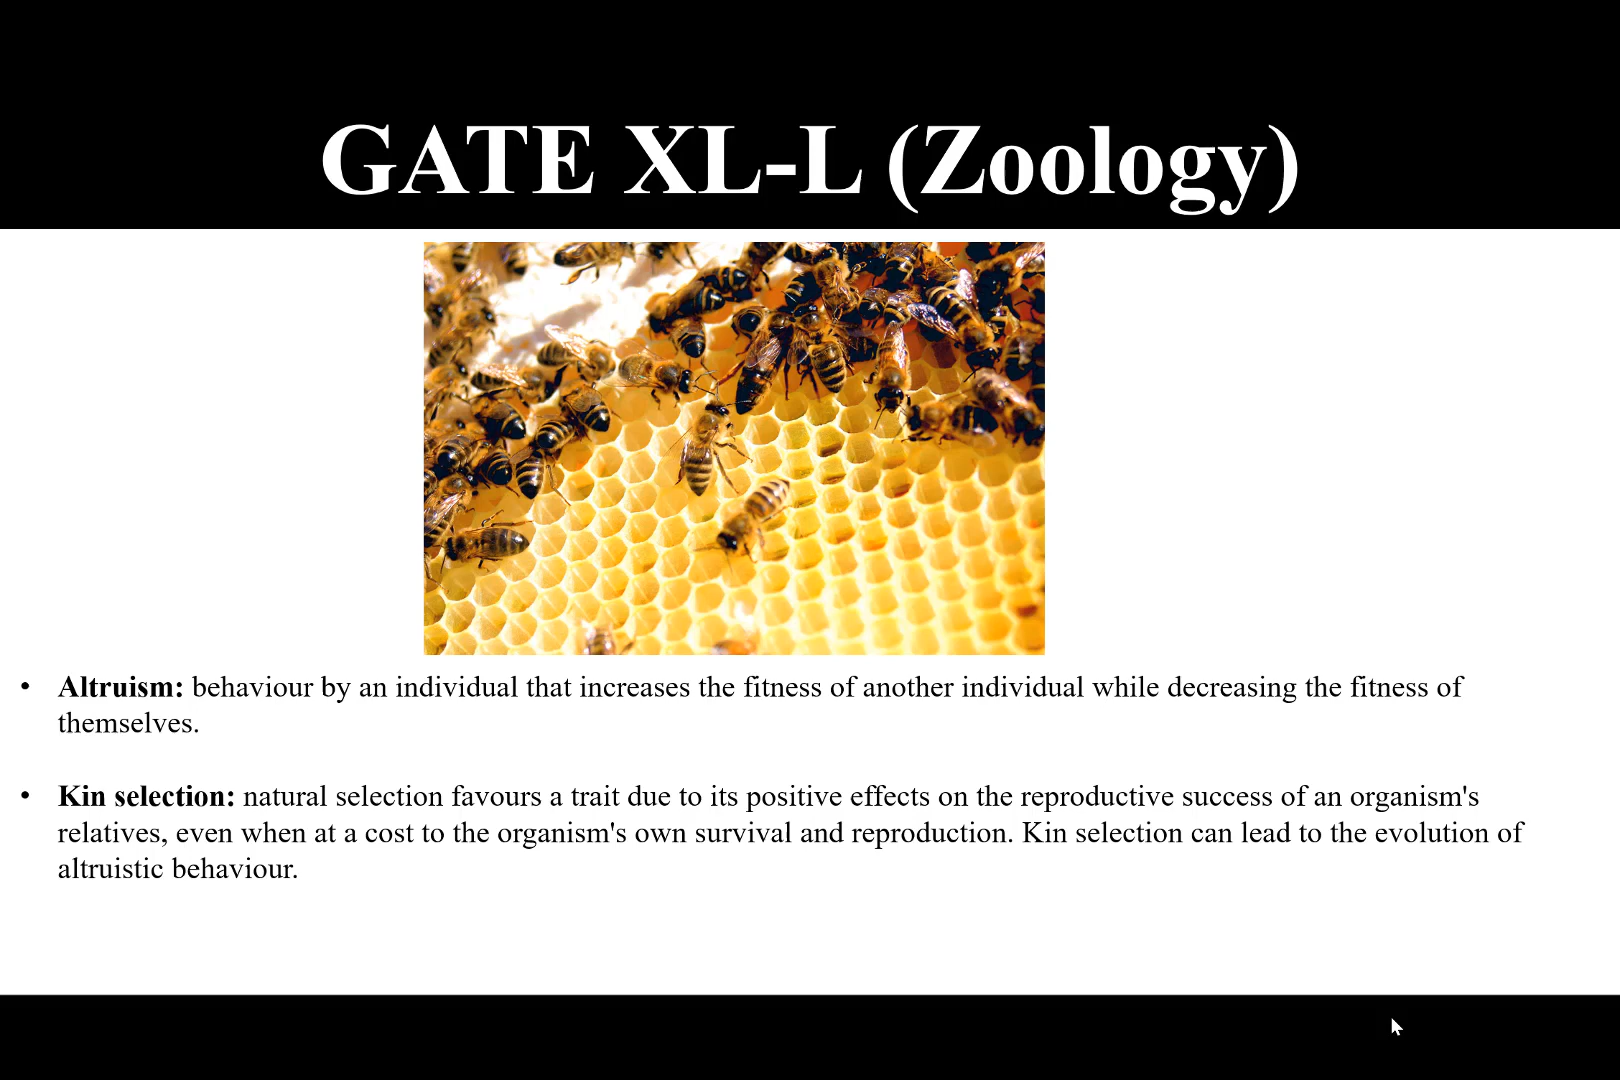 GATE XL-L (Zoology)
• Altruism: behaviour by an individual that increases the fitness of another individual while decreasing the fitness of
themselves.
• Kin selection: natural selection favours a trait due to its positive effects on the reproductive success of an organism's
relatives, even when at a cost to the organism's own survival and reproduction. Kin selection can lead to the evolution of
altruistic behaviour.